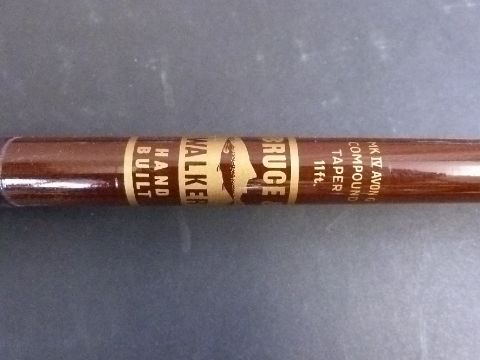 BRUCE &
WALKER
HAND
BUILT
MK IV AVON G
COMPOUND
TAPER
11ft.